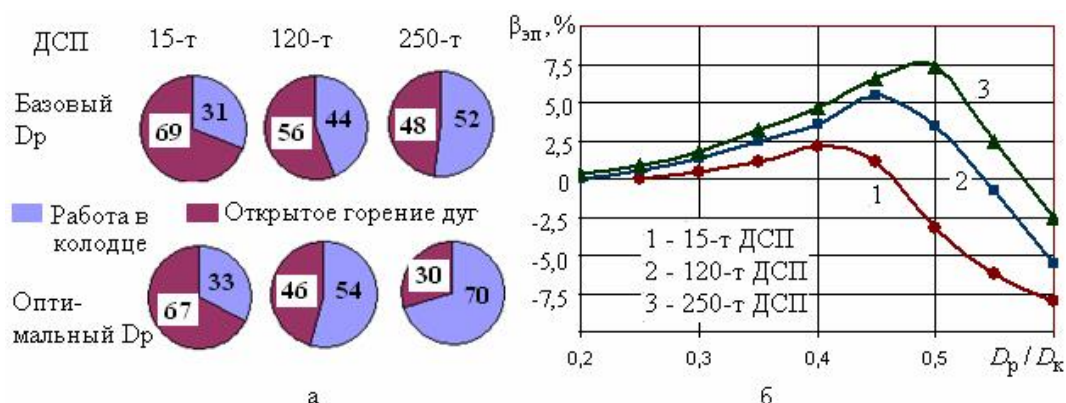 ДСП 15-т 120-т 250-т
Базовый
Dр
31
69
44
56
52
48
Работа в
колодце
Открытое горение дуг
Опти-
мальный Dр
33
67
54
46
30
70
а
βэп, %
7,5
5,0
2,5
0
-2,5
-5,0
-7,5
3
2
1
1 - 15-т ДСП
2 - 120-т ДСП
3 - 250-т ДСП
0,2 0,3 0,4 0,5 Dр / Dк
б